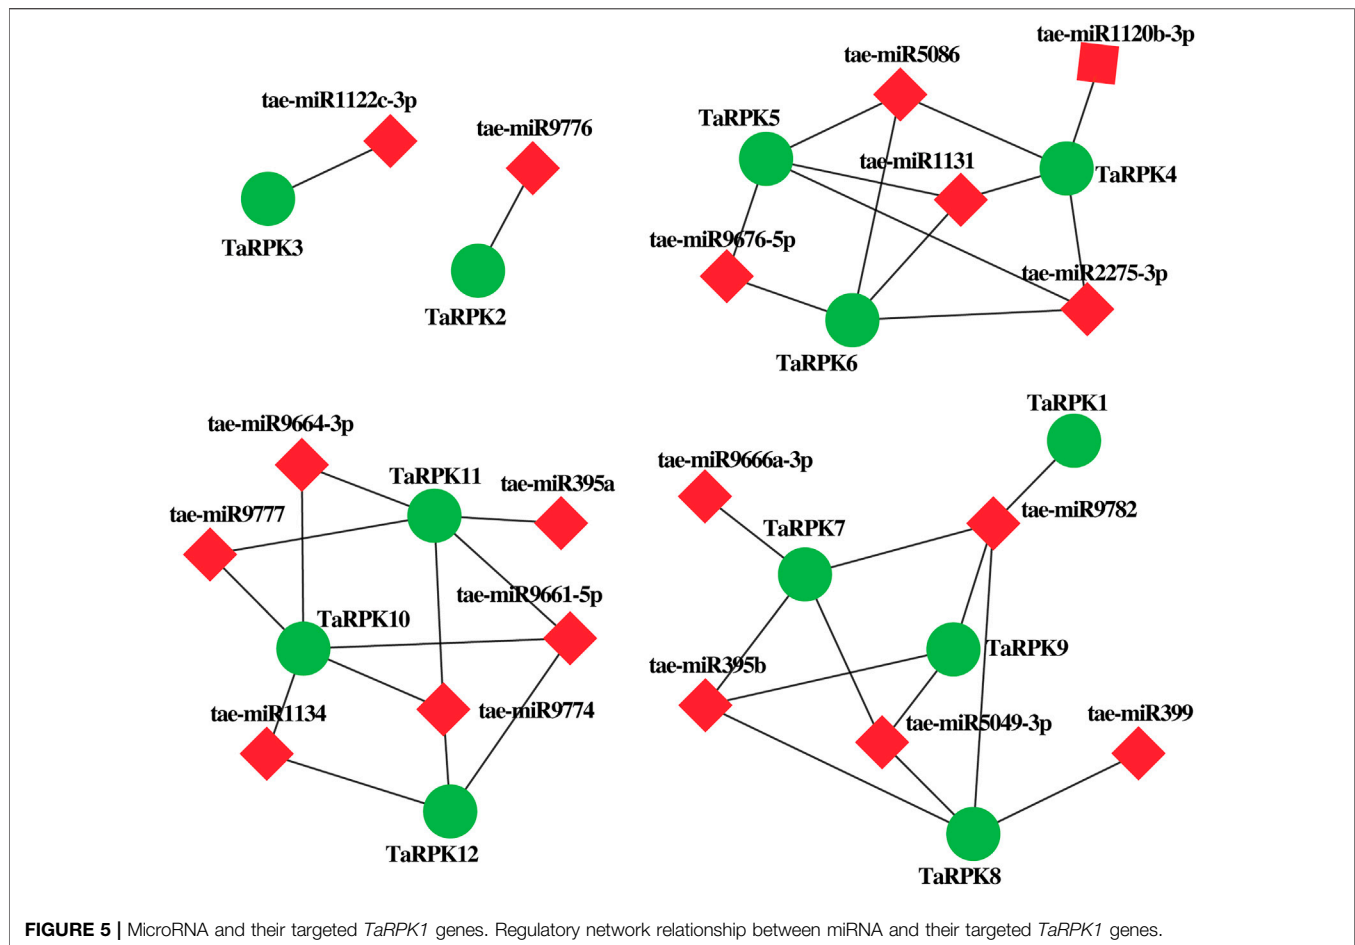 tae-miR1122c-3p
TaRPK3
tae-miR9776
TaRPK2
tae-miR1120b-3p
tae-miR5086
TaRPK5
tae-miR1131
TaRPK4
tae-miR9676-5p
tae-miR2275-3p
TaRPK6
tae-miR9664-3p
TaRPK11
tae-miR395a
tae-miR9777
tae-miR9661-5p
TaRPK10
tae-miR1134
tae-miR9774
TaRPK12
TaRPK1
tae-miR9666a-3p
tae-miR9782
TaRPK7
TaRPK9
tae-miR395b
tae-miR5049-3p
tae-miR399
TaRPK8
FIGURE 5 | MicroRNA and their targeted TaRPK1 genes. Regulatory network relationship between miRNA and their targeted TaRPK1 genes.